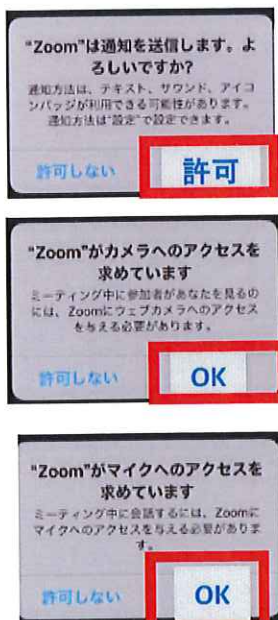 “Zoom”は通知を送信します。よ
ろしいですか?
通知方法は、テキスト、サウンド、アイコ
ンバッジが利用できる可能性があります。
通知方法は“設定”で設定できます。
許可しない 許可
“Zoom”がカメラへのアクセスを
求めています
ミーティング中に参加者があなたを見るの
には、Zoomにウェブカメラへのアクセス
を与える必要があります。
許可しない OK
“Zoom”がマイクへのアクセスを
求めています
ミーティング中に会話するには、Zoomに
マイクへのアクセスを与える必要がありま
す。
許可しない OK